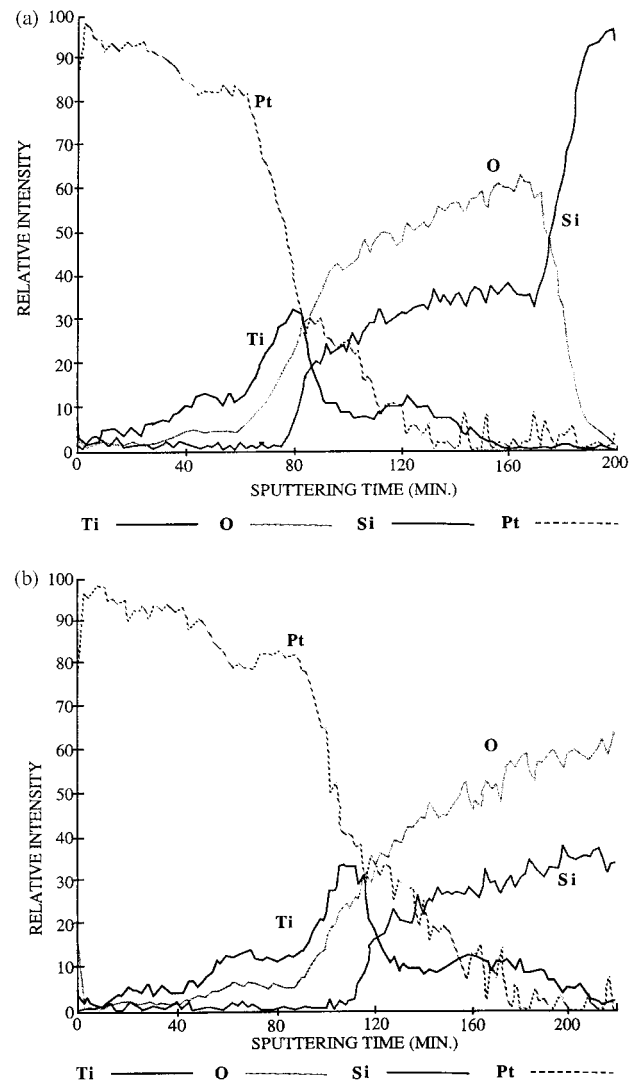 (a)
100
90
80
70
60
50
40
30
20
10
0
RELATIVE INTENSITY
Pt
O
Si
Ti
0 40 80 120 160 200
SPUTTERING TIME (MIN.)
Ti O Si Pt
(b)
100
90
80
70
60
50
40
30
20
10
0
RELATIVE INTENSITY
Pt
O
Si
Ti
0 40 80 120 160 200
SPUTTERING TIME (MIN.)
Ti O Si Pt